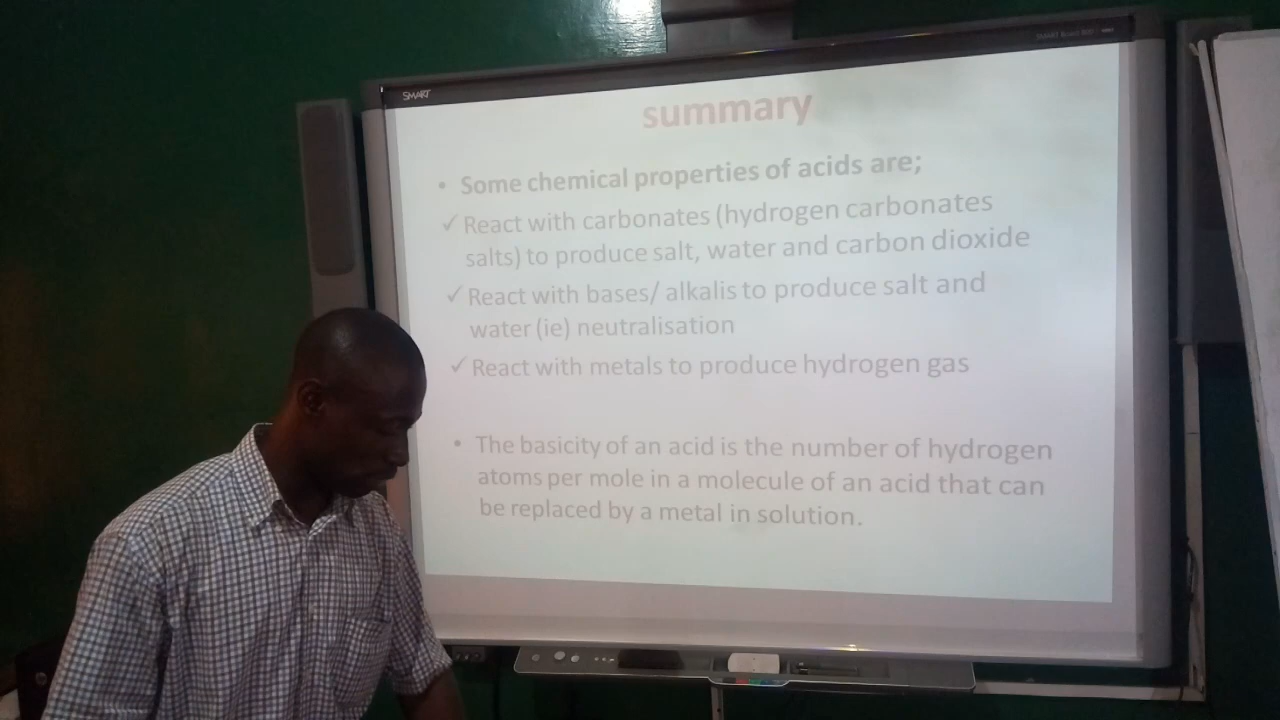 SMART
SMART Board
summary
• Some chemical properties of acids are;
✓ React with carbonates (hydrogen carbonates
salts) to produce salt, water and carbon dioxide
✓ React with bases/ alkalis to produce salt and
water (ie) neutralisation
✓ React with metals to produce hydrogen gas
• The basicity of an acid is the number of hydrogen
atoms per mole in a molecule of an acid that can
be replaced by a metal in solution.